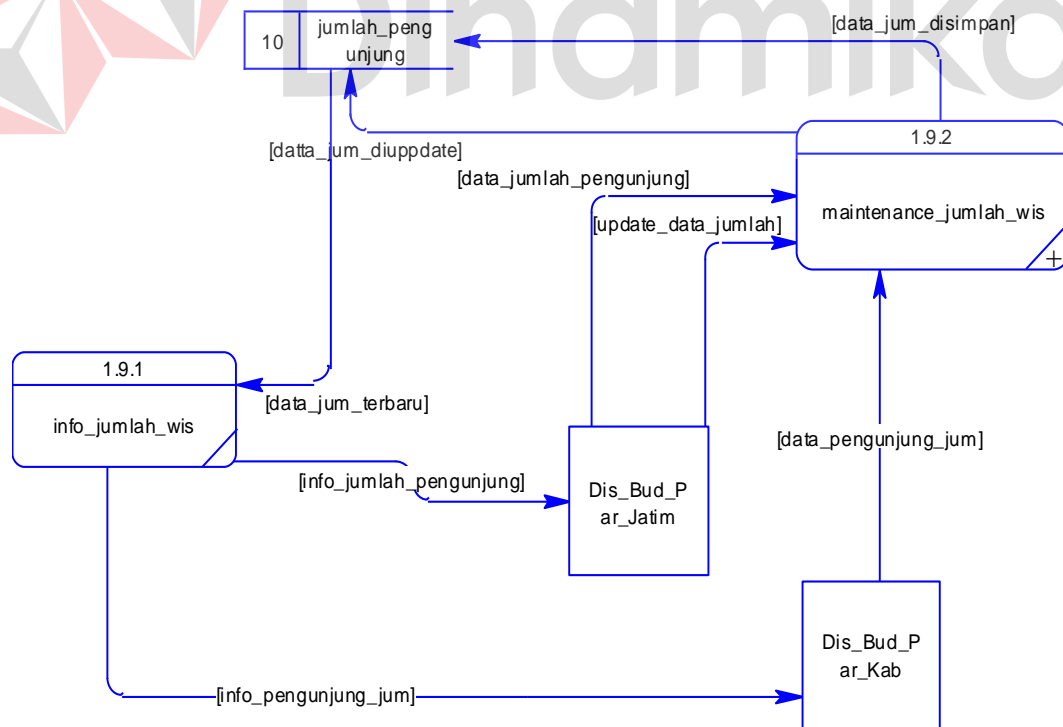 Dinamik
[data_jum_disimpan]
10
jumlah_peng
unjung
1.9.2
[datta_jum_diuppdate]
[data_jumlah_pengunjung]
maintenance_jumlah_wis
[update_data_jumlah]
+
1.9.1
[data_jum_terbaru]
info_jumlah_wis
[data_pengunjung_jum]
[info_jumlah_pengunjung]
Dis_Bud_P
ar_Jatim
Dis_Bud_P
ar_Kab
[info_pengunjung_jum]